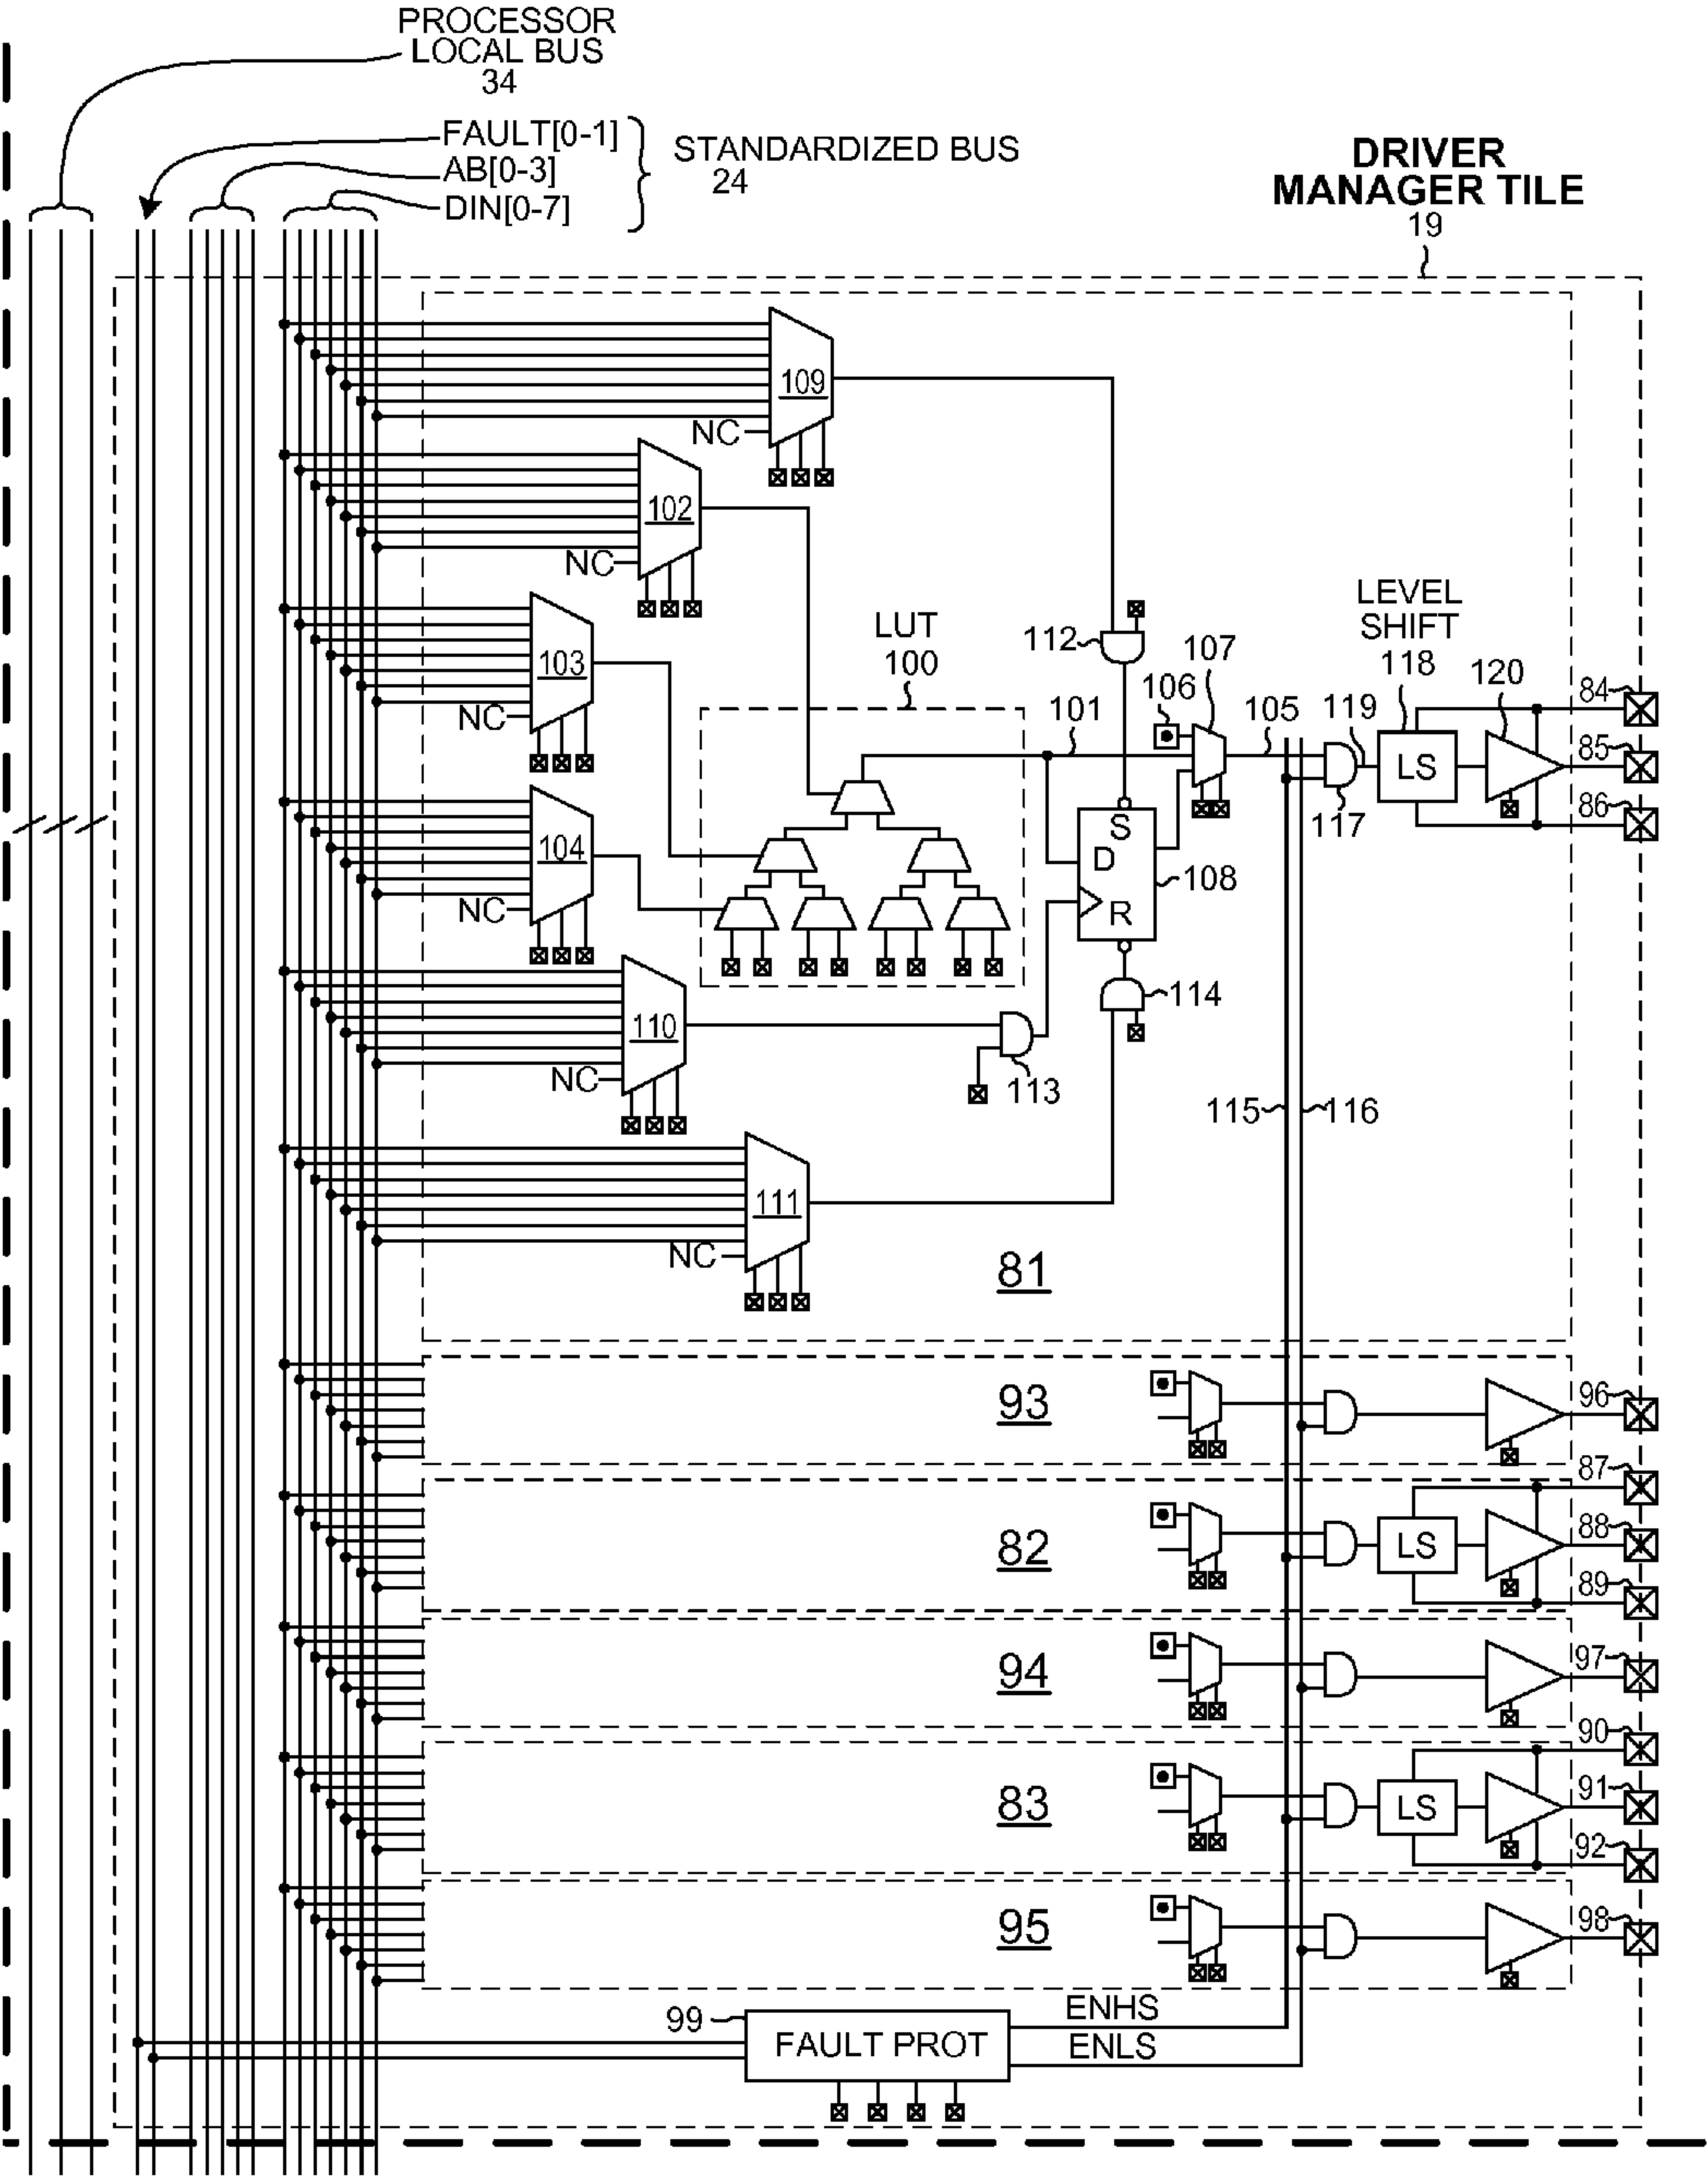 PROCESSOR
LOCAL BUS
34
FAULT[0-1]
AB[0-3]
DIN[0-7]
STANDARDIZED BUS
24
DRIVER
MANAGER TILE
19
109
NC
102
NC
103
NC
LUT
100
112
101
106
107
105
119
LEVEL
SHIFT
118
LS
120
117
84
85
86
104
NC
S
D
R
108
114
110
NC
113
115
116
111
NC
81
93
96
82
LS
87
88
89
94
97
83
LS
90
91
92
95
98
99
FAULT PROT
ENHS
ENLS